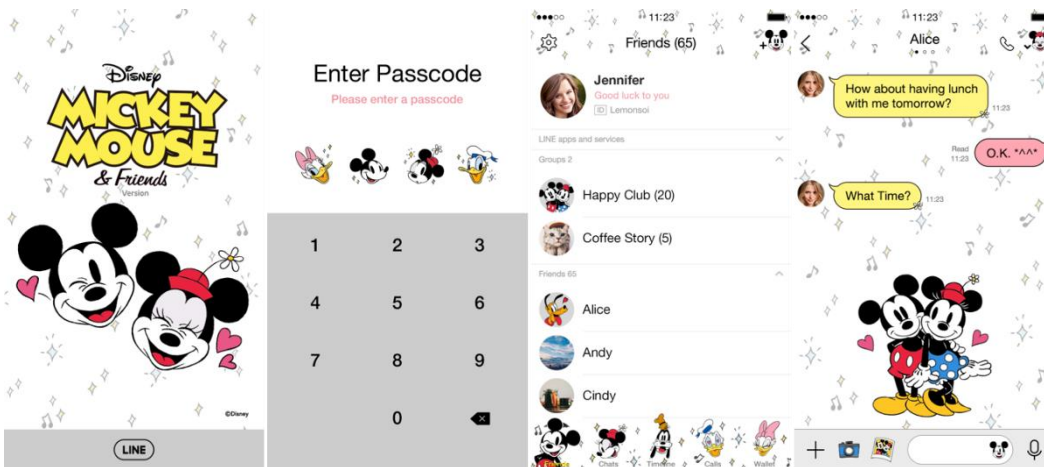 Disney
MICKEY
MOUSE
& Friends
Version
©Disney
LINE
Enter Passcode
Please enter a passcode
1 2 3
4 5 6
7 8 9
0
11:23
Friends (65)
Jennifer
Good luck to you
ID Lemonsoi
LINE apps and services
Groups 2
Happy Club (20)
Coffee Story (5)
Friends 65
Alice
Andy
Cindy
Chats Timeline Calls Wallet
11:23
Alice
How about having lunch
with me tomorrow?
11:23
Read
11:23
O.K. *^^*
What Time?
11:23